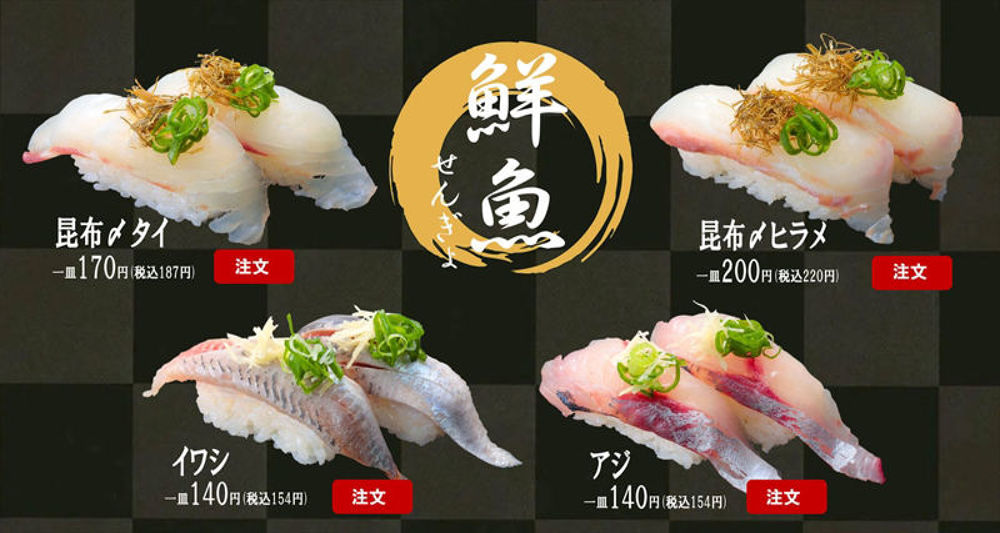 鮮魚
せんぎょ
昆布〆タイ
一皿170円(税込187円)
注文
昆布〆ヒラメ
一皿200円(税込220円)
注文
イワシ
一皿140円(税込154円)
注文
アジ
一皿140円(税込154円)
注文